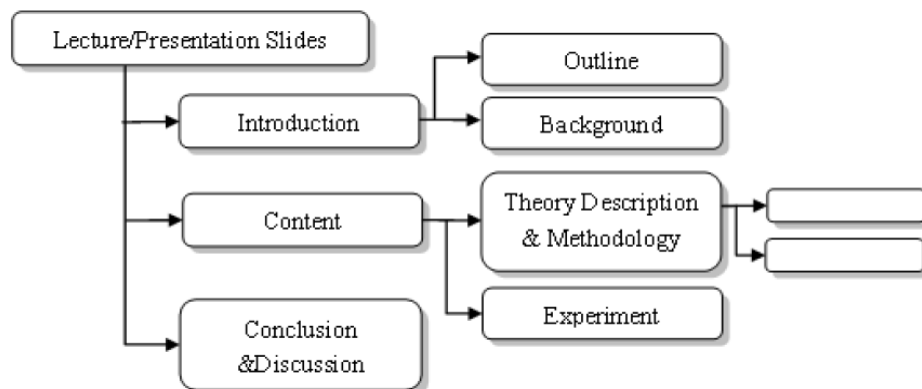 Lecture/Presentation Slides
Outline
Introduction
Background
Theory Description
& Methodology
Content
Experiment
Conclusion
&Discussion